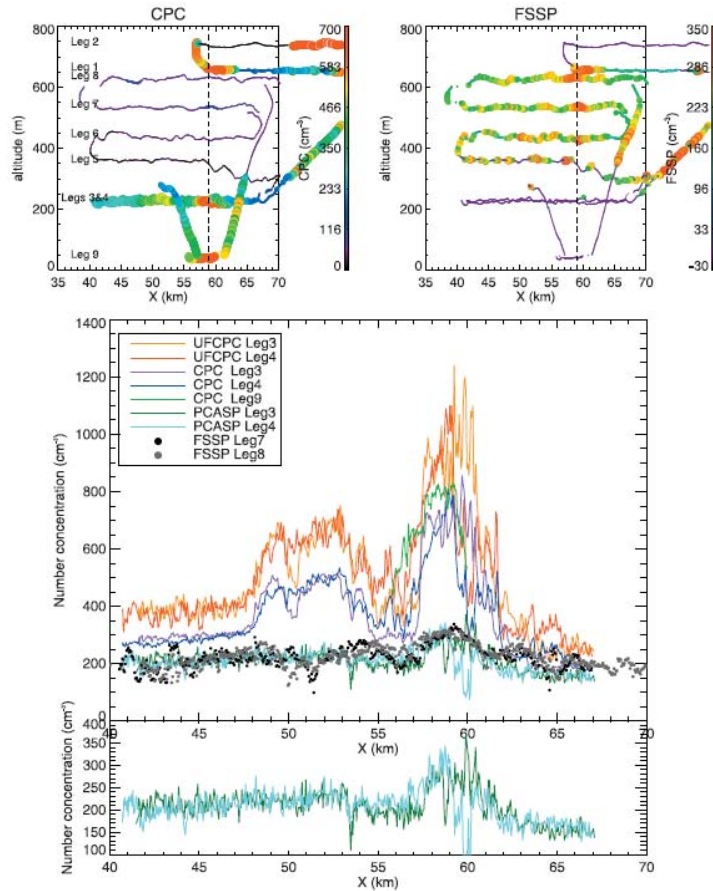 CPC
FSSP
800
600
400
200
0
altitude (m)
Leg 2
Leg 1
Leg 8
Leg 7
Leg 6
Leg
Legs 3&4
Leg 9
35 40 45 50 55 60 65 70
X (km)
700
583
466
350
233
116
0
CPC (cm⁻³)
800
600
400
200
0
altitude (m)
35 40 45 50 55 60 65 70
X (km)
350
286
223
160
96
33
-30
FSSP (cm⁻³)
1400
1200
1000
800
600
400
200
0
Number concentration (cm⁻³)
UFCPC Leg3
UFCPC Leg4
CPC Leg3
CPC Leg4
CPC Leg9
PCASP Leg3
PCASP Leg4
FSSP Leg7
FSSP Leg8
40 45 50 55 60 65 70
X (km)
400
350
300
250
200
150
100
Number concentration (cm⁻³)
40 45 50 55 60 65 70
X (km)